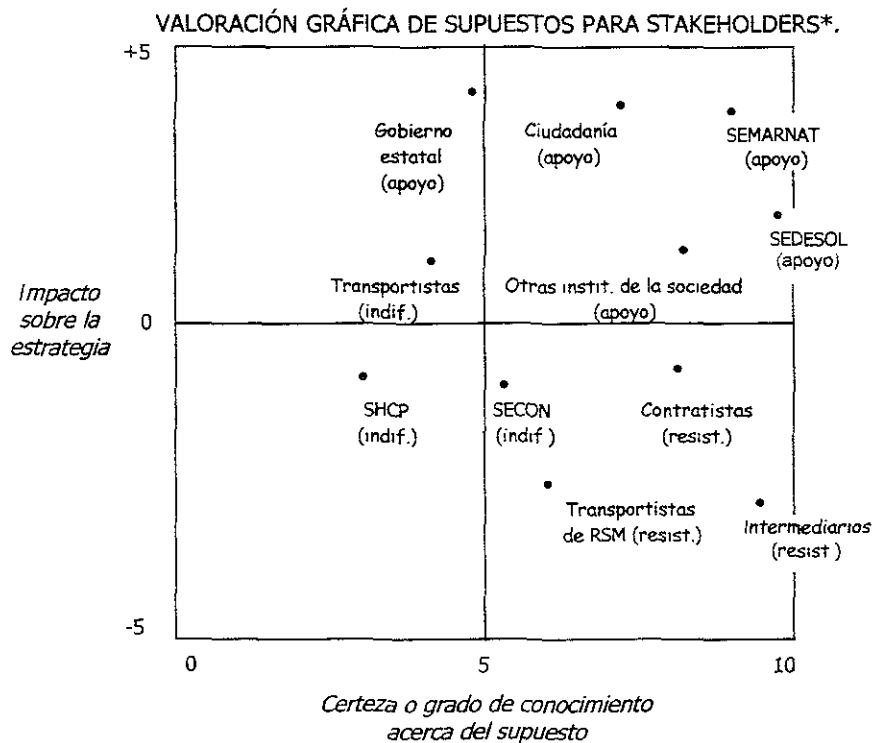 VALORACIÓN GRÁFICA DE SUPUESTOS PARA STAKEHOLDERS*.
+5
Gobierno
estatal
(apoyo)
Ciudadanía
(apoyo)
SEMARNAT
(apoyo)
SEDESOL
(apoyo)
Transportistas
(indif.)
Otras instit. de la sociedad
(apoyo)
Impacto
sobre la
estrategia
0
SHCP
(indif.)
SECON
(indif)
Contratistas
(resist.)
Transportistas
de RSM (resist.)
Intermediarios
(resist)
-5
0
5
10
Certeza o grado de conocimiento
acerca del supuesto